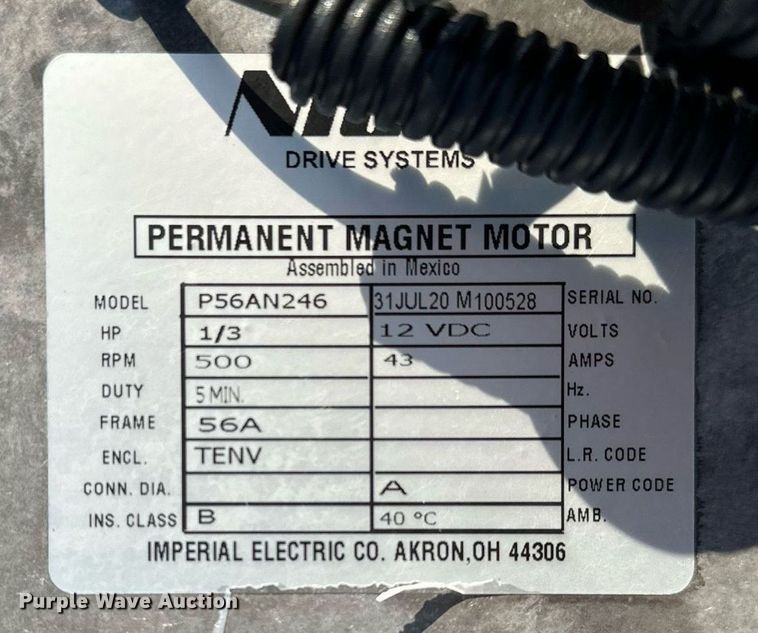 DRIVE SYSTEMS
PERMANENT MAGNET MOTOR
Assembled in Mexico
MODEL P56AN246 31JUL20 M100528 SERIAL NO.
HP 1/3 12 VDC VOLTS
RPM 500 43 AMPS
DUTY 5 MIN. Hz.
FRAME 56A PHASE
ENCL. TENV L.R. CODE
CONN. DIA. A POWER CODE
INS. CLASS B 40 °C AMB.
IMPERIAL ELECTRIC CO. AKRON,OH 44306
Purple Wave Auction